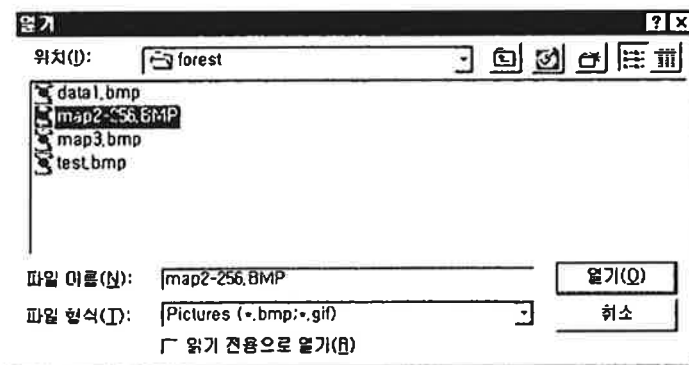 열기
위치(I): forest
data1.bmp
map2-256.BMP
map3.bmp
test.bmp
파일 이름(N): map2-256.BMP 열기(O)
파일 형식(T): Pictures (*.bmp;*.gif) 취소
읽기 전용으로 열기(R)